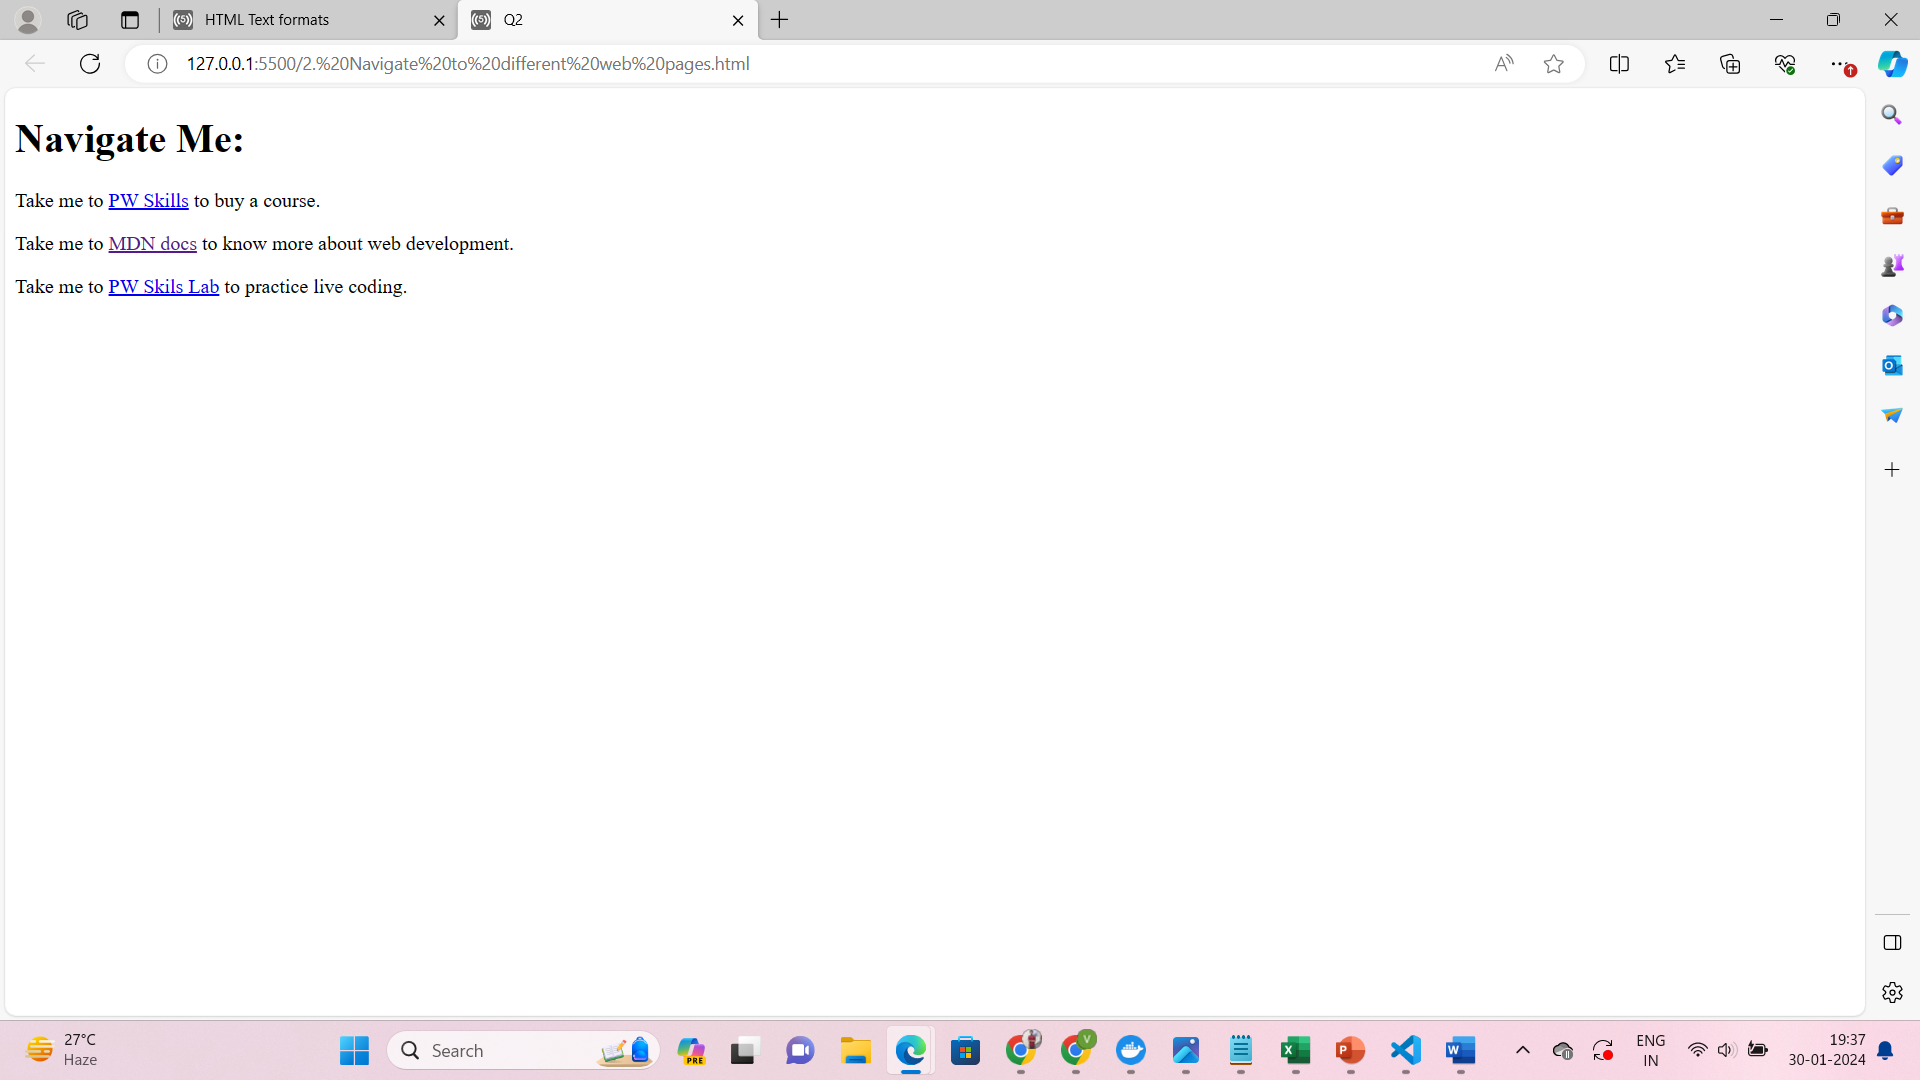 HTML Text formats
Q2
127.0.0.1:5500/2.%20Navigate%20to%20different%20web%20pages.html
Navigate Me:
Take me to PW Skills to buy a course.
Take me to MDN docs to know more about web development.
Take me to PW Skils Lab to practice live coding.
27°C
Haze
Search
PRE
V
ENG
IN
19:37
30-01-2024